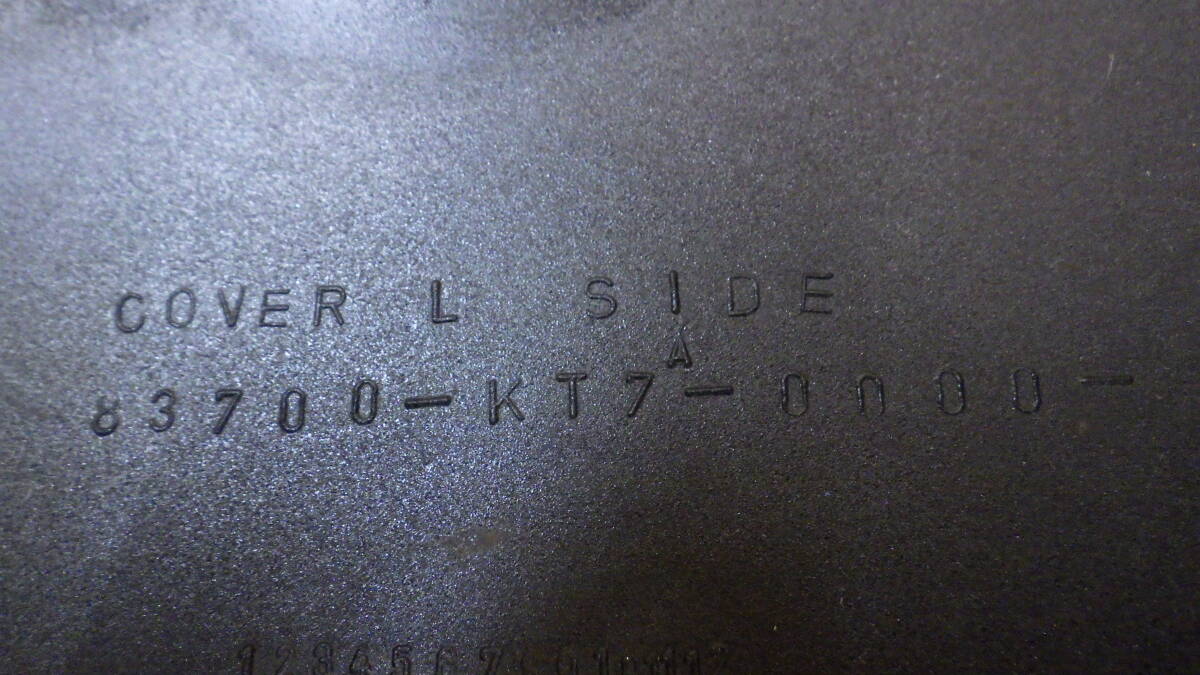 COVER L SIDE
A
83700-KT7-0000-